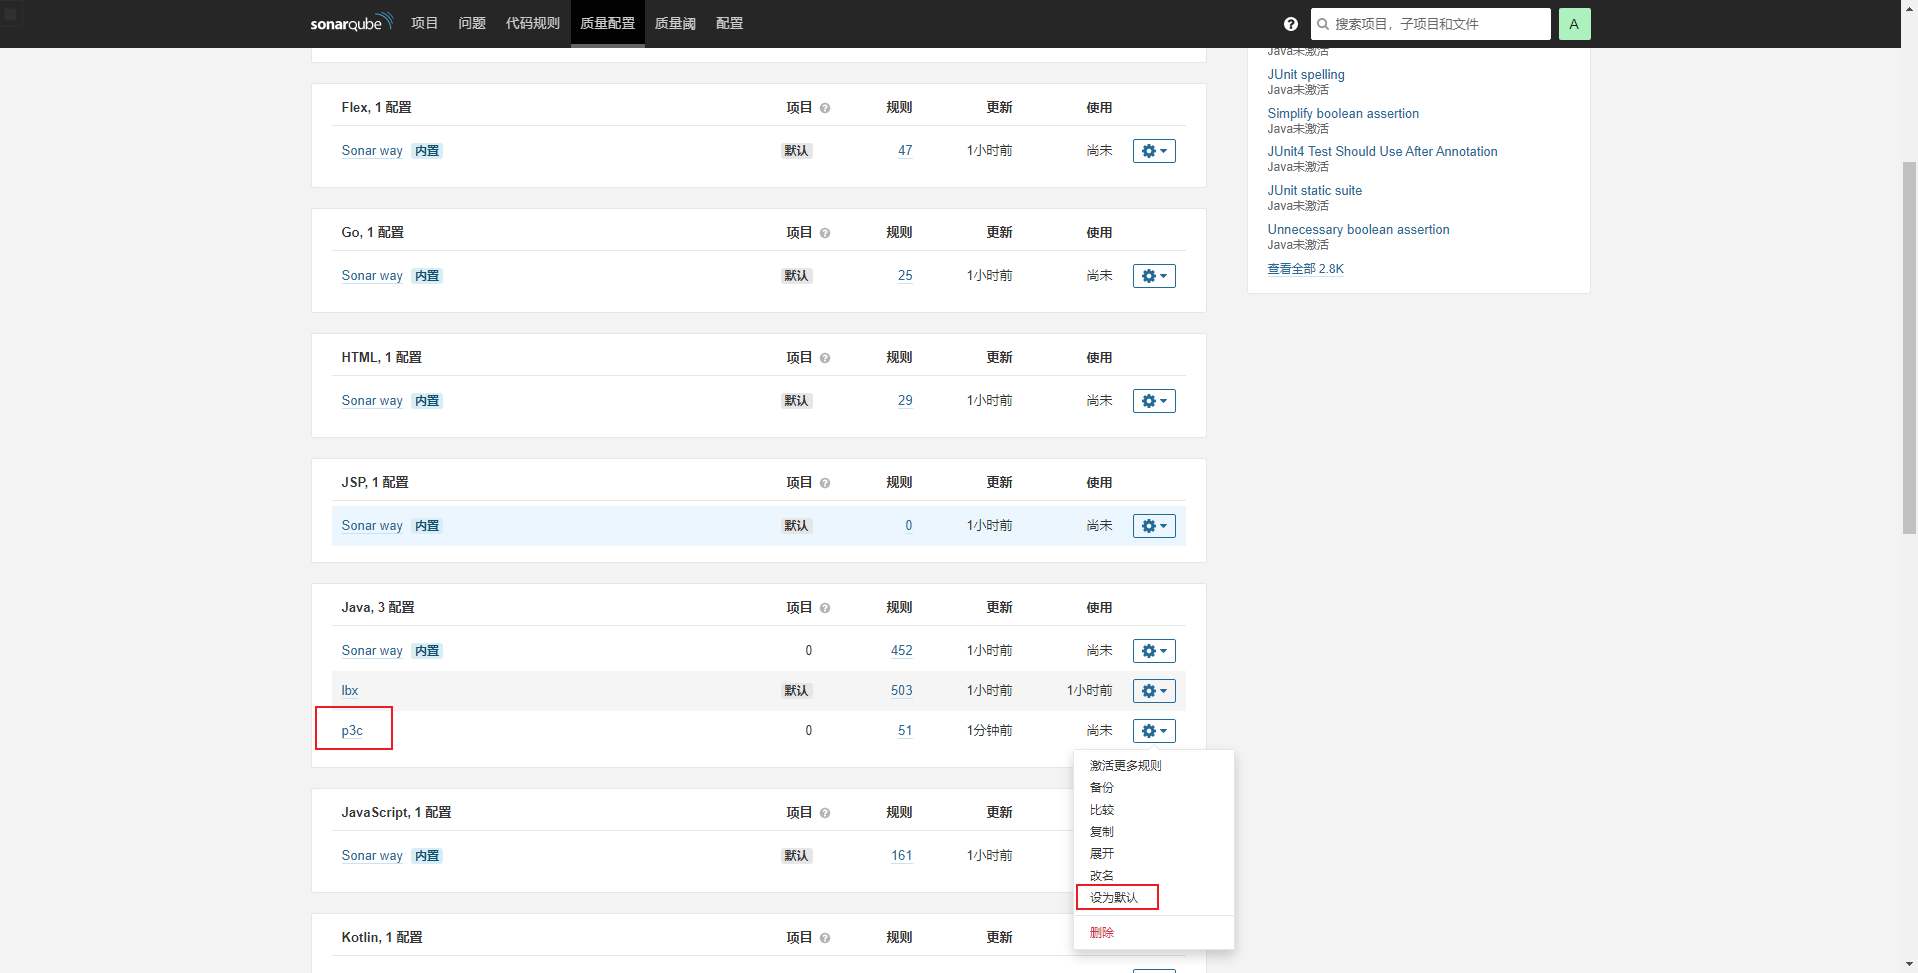 sonarqube 项目 问题 代码规则 质量配置 质量阈 配置 搜索项目，子项目和文件 A
Flex, 1 配置 项目 规则 更新 使用
Sonar way 内置 默认 47 1小时前 尚未
Go, 1 配置 项目 规则 更新 使用
Sonar way 内置 默认 25 1小时前 尚未
HTML, 1 配置 项目 规则 更新 使用
Sonar way 内置 默认 29 1小时前 尚未
JSP, 1 配置 项目 规则 更新 使用
Sonar way 内置 默认 0 1小时前 尚未
Java, 3 配置 项目 规则 更新 使用
Sonar way 内置 0 452 1小时前 尚未
lbx 默认 503 1小时前 1小时前
p3c 0 51 1分钟前 尚未
激活更多规则
备份
比较
复制
展开
改名
设为默认
删除
JavaScript, 1 配置 项目 规则 更新
Sonar way 内置 默认 161 1小时前
Kotlin, 1 配置 项目 规则 更新
Java未激活
JUnit spelling
Java未激活
Simplify boolean assertion
Java未激活
JUnit4 Test Should Use After Annotation
Java未激活
JUnit static suite
Java未激活
Unnecessary boolean assertion
Java未激活
查看全部 2.8K